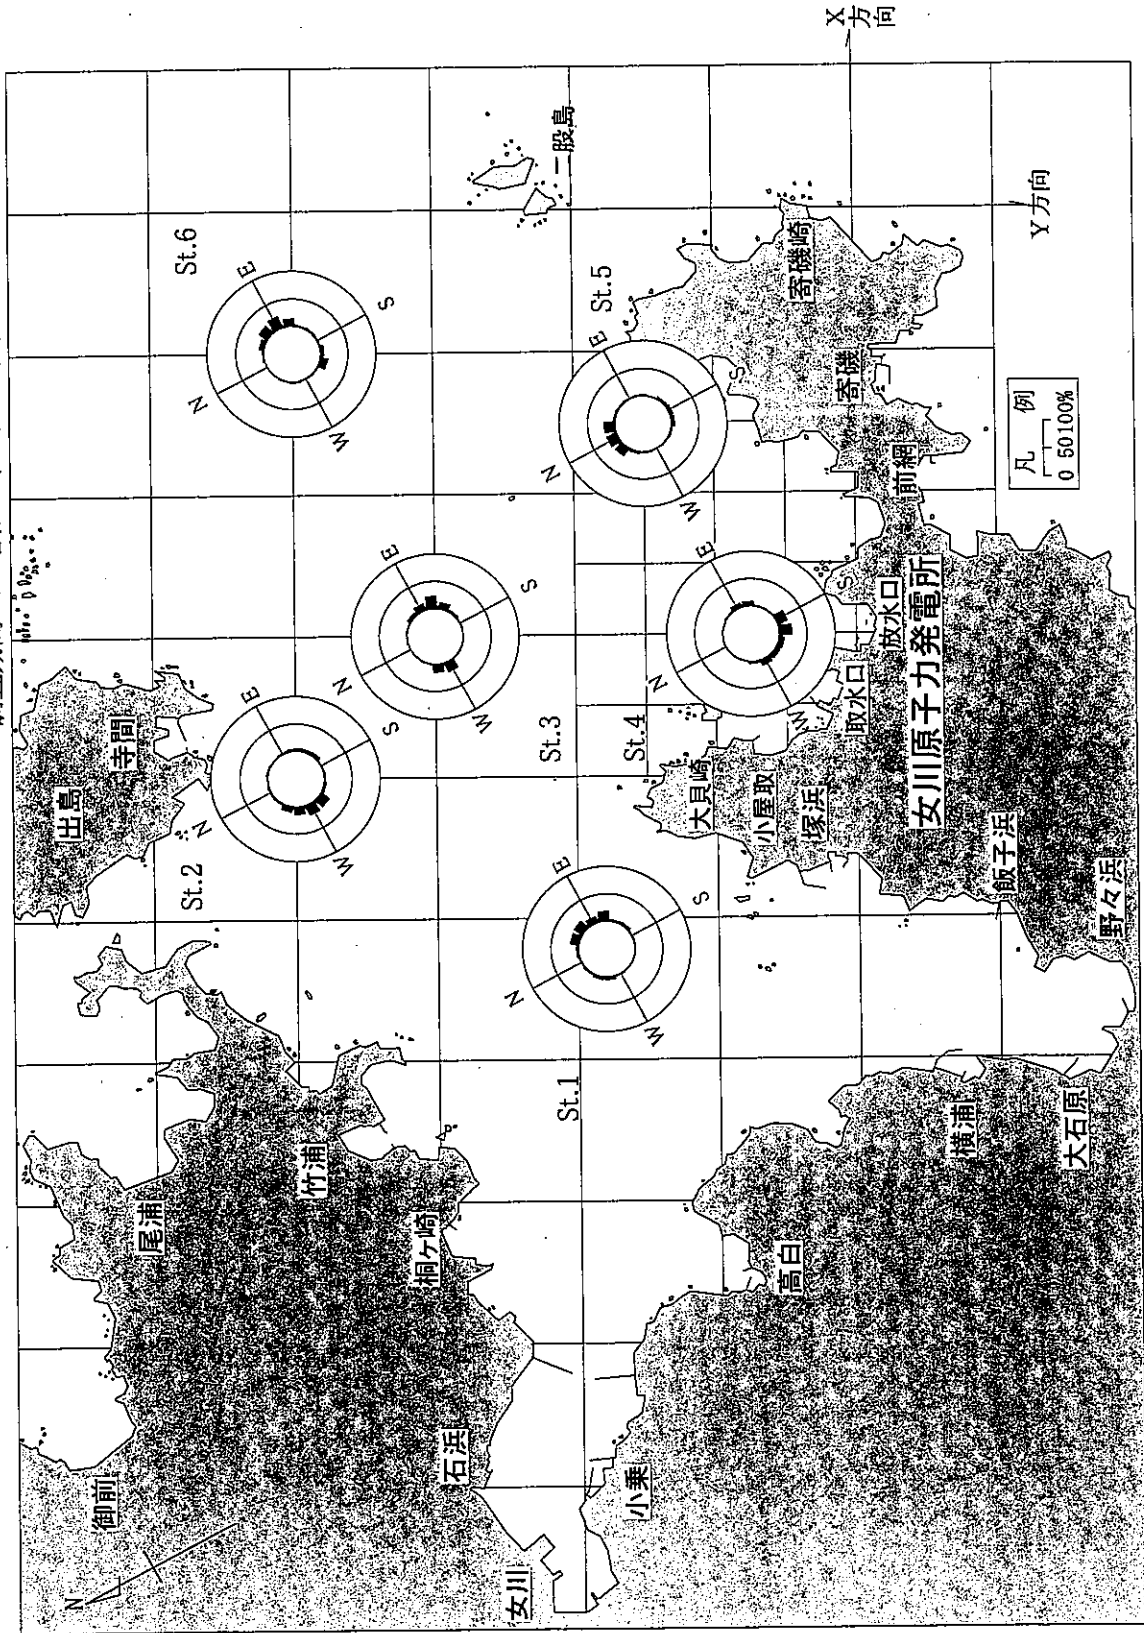 X
方
向
Y方向
二股島
St.6
N
E
S
W
St.5
N
E
S
W
寄磯崎
寄磯
前網
凡 例
0 50100%
出島
寺間
St.3
N
E
S
W
St.4
N
E
S
W
放水口
取水口
女川原子力発電所
大貝崎
小屋取
塚浜
飯子浜
野々浜
St.2
N
E
S
W
St.1
N
E
S
W
尾浦
竹浦
桐ヶ崎
高白
横浦
大石原
御前
石浜
小乗
女川
N